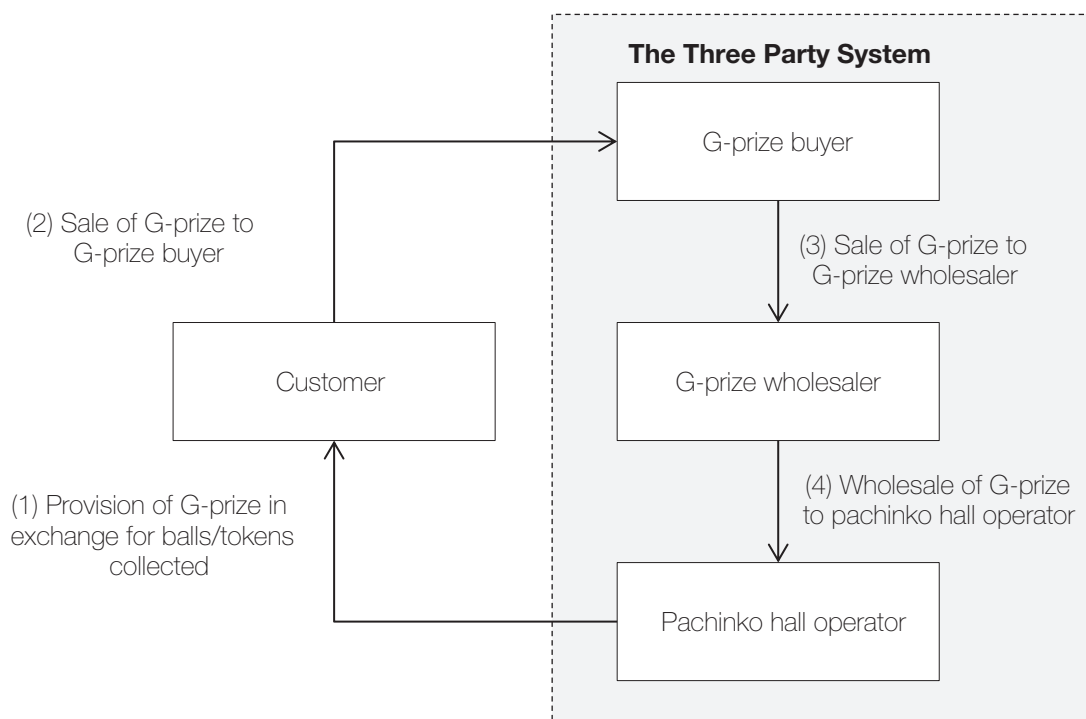 The Three Party System
G-prize buyer
(2) Sale of G-prize to
G-prize buyer
(3) Sale of G-prize to
G-prize wholesaler
Customer
G-prize wholesaler
(1) Provision of G-prize in
exchange for balls/tokens
collected
(4) Wholesale of G-prize
to pachinko hall operator
Pachinko hall operator